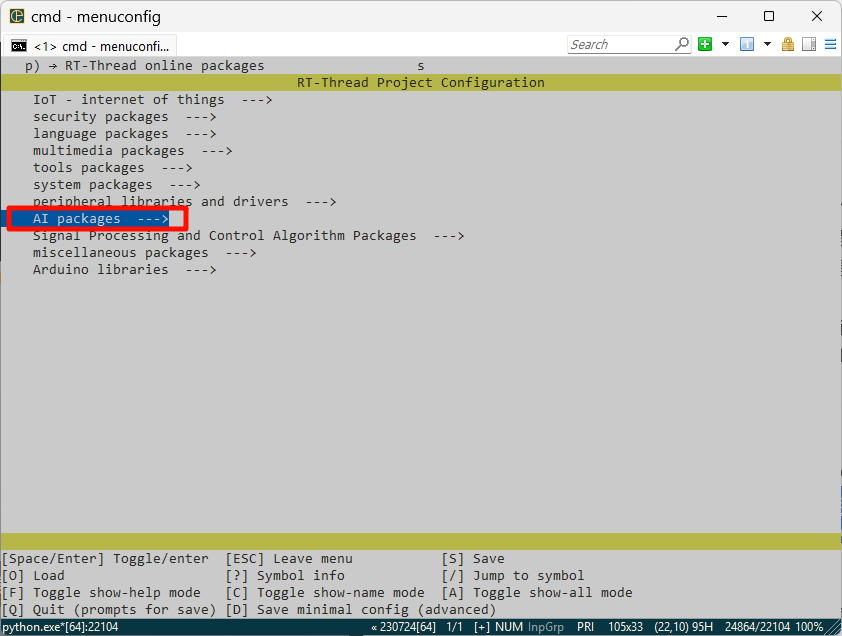 cmd - menuconfig
<1> cmd - menuconfi...
Search
p) → RT-Thread online packages s
RT-Thread Project Configuration
IoT - internet of things --->
security packages --->
language packages --->
multimedia packages --->
tools packages --->
system packages --->
peripheral libraries and drivers --->
AI packages --->
Signal Processing and Control Algorithm Packages --->
miscellaneous packages --->
Arduino libraries --->
[Space/Enter] Toggle/enter [ESC] Leave menu [S] Save
[O] Load [?] Symbol info [/] Jump to symbol
[F] Toggle show-help mode [C] Toggle show-name mode [A] Toggle show-all mode
[Q] Quit (prompts for save) [D] Save minimal config (advanced)
python.exe*[64]:22104 « 230724[64] 1/1 [+] NUM InpGrp PRI 105x33 (22,10) 95H 24864/22104 100%